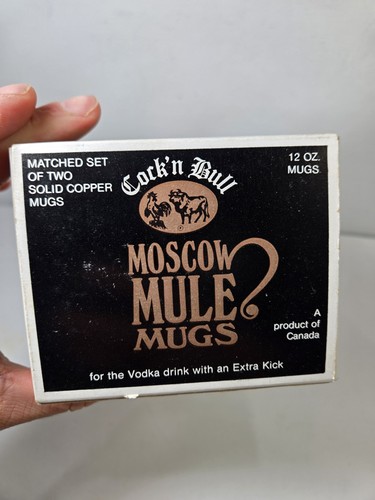 MATCHED SET
OF TWO
SOLID COPPER
MUGS
Cock'n Bull
®
12 OZ.
MUGS
MOSCOW
MULE
MUGS
A
product of
Canada
for the Vodka drink with an Extra Kick